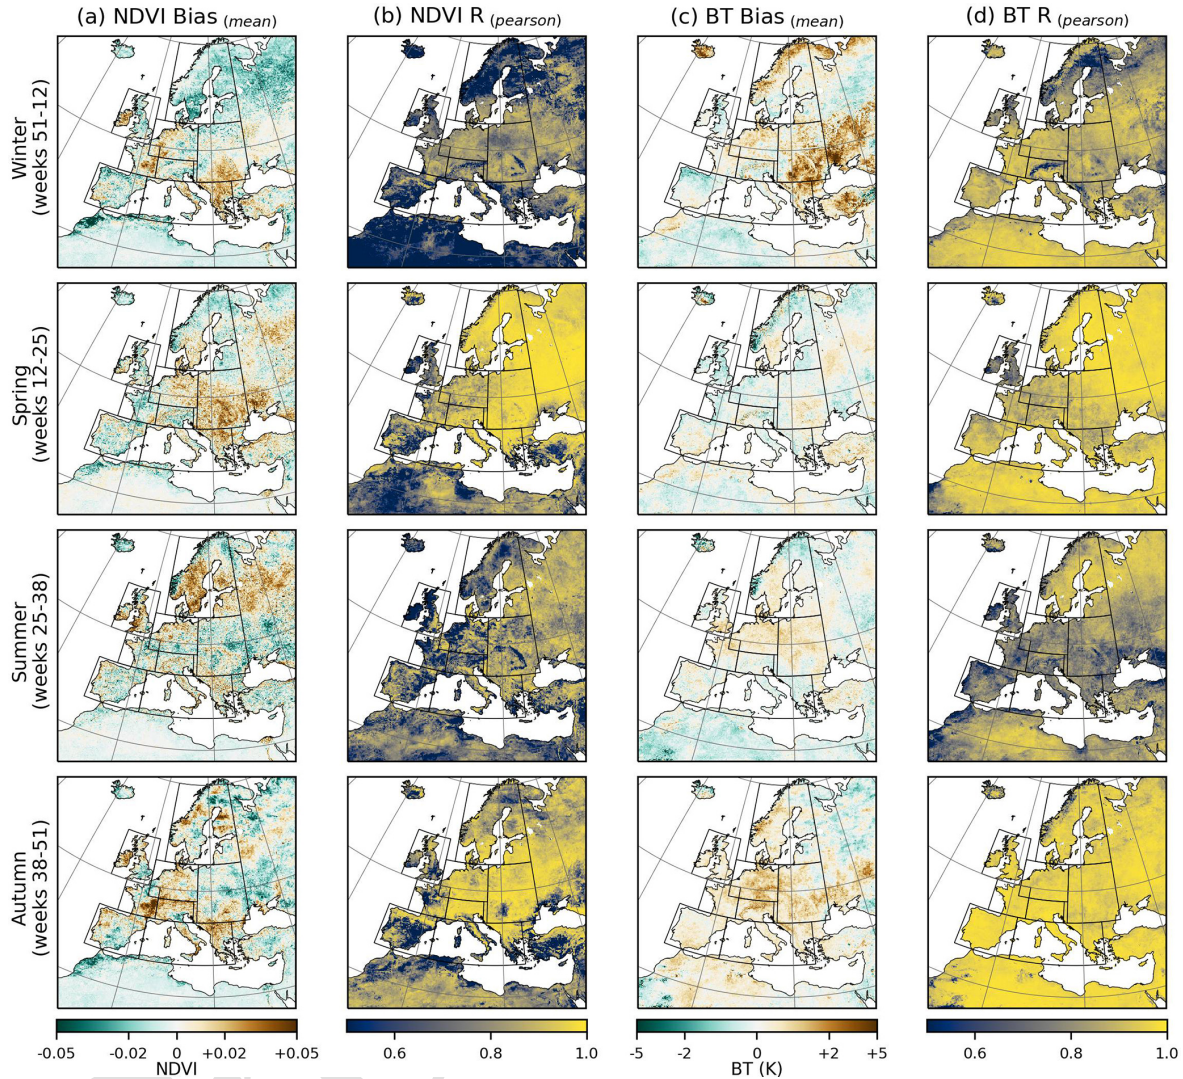 (a) NDVI Bias (mean)
(b) NDVI R (pearson)
(c) BT Bias (mean)
(d) BT R (pearson)
Winter
(weeks 51-12)
Spring
(weeks 12-25)
Summer
(weeks 25-38)
Autumn
(weeks 38-51)
-0.05 -0.02 0 +0.02 +0.05
NDVI
0.6 0.8 1.0
-5 -2 0 +2 +5
BT (K)
0.6 0.8 1.0